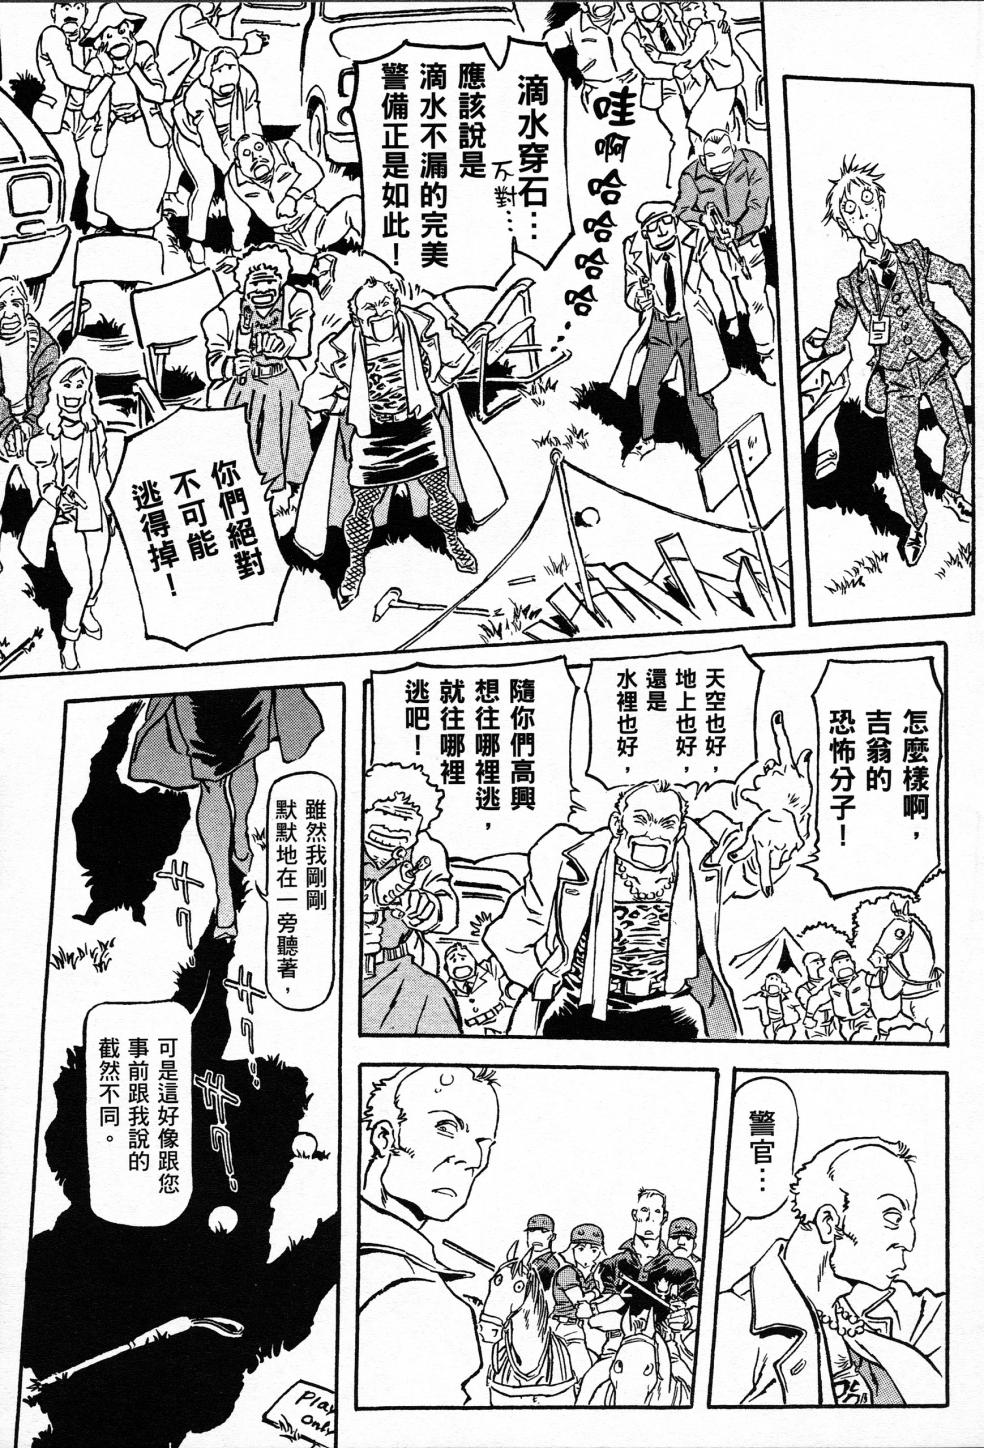 哇啊哈哈哈哈哈…
滴水穿石…
不對…
應該說是
滴水不漏的完美
警備正是如此！
你們絕對
不可能
逃得掉！
怎麼樣啊，
吉翁的
恐怖分子！
天空也好，
地上也好，
還是
水裡也好，
隨你們高興
想往哪裡逃，
就往哪裡
逃吧！
警官…
雖然我剛剛
默默地在一旁聽著，
可是這好像跟您
事前跟我說的
截然不同。
ギ
ク
ギク
ギクッ
Play
only